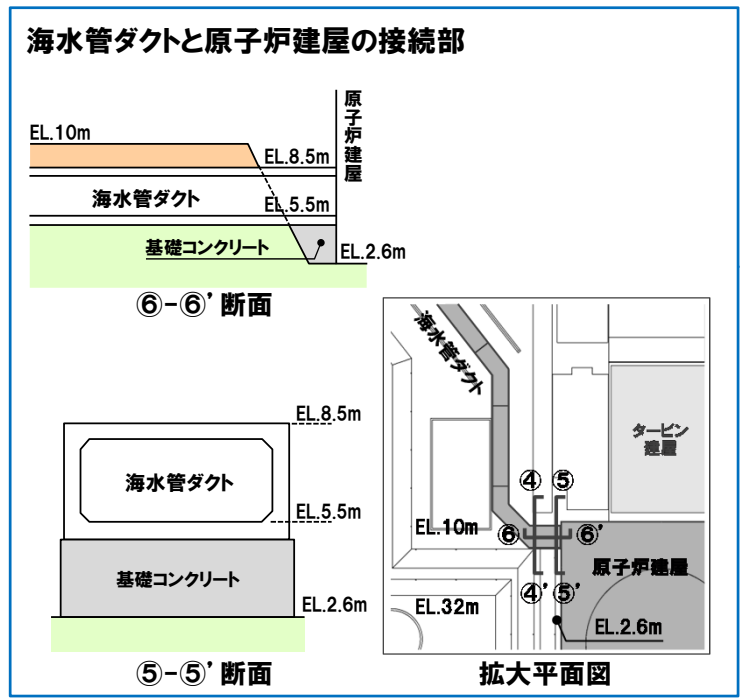 海水管ダクトと原子炉建屋の接続部
原子炉建屋
EL.10m
EL.8.5m
海水管ダクト
EL.5.5m
基礎コンクリート
EL.2.6m
⑥-⑥’断面
EL.8.5m
海水管ダクト
EL.5.5m
基礎コンクリート
EL.2.6m
⑤-⑤’断面
海水管ダクト
タービン
建屋
④ ⑤
EL.10m
⑥ ⑥’
原子炉建屋
④’ ⑤’
EL.32m
EL.2.6m
拡大平面図